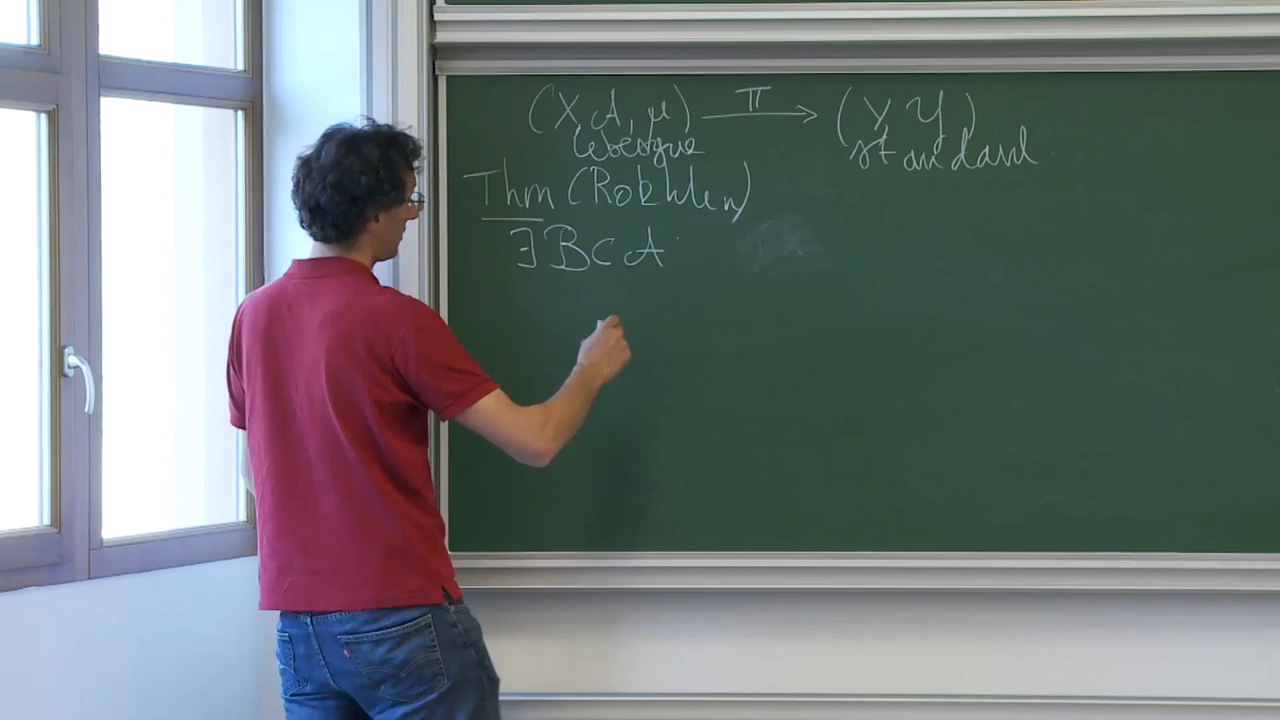 (X, 𝒜, μ) —π→ (Y 𝒴)
Lebesgue standard
Thm (Rokhlin)
∃ ℬ ⊂ 𝒜